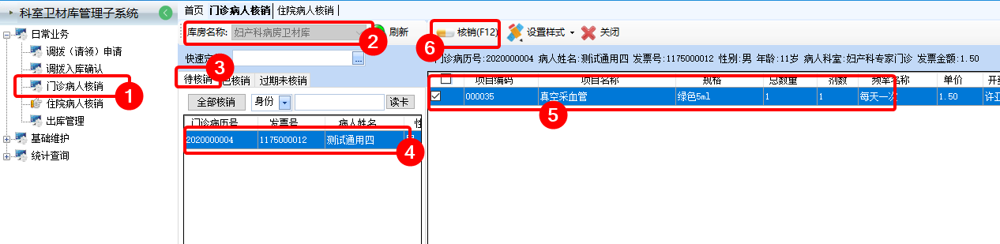 科室卫材库管理子系统
日常业务
调拨（请领）申请
调拨入库确认
门诊病人核销
1
住院病人核销
出库管理
基础维护
统计查询
首页 门诊病人核销 住院病人核销
库房名称: 妇产科病房卫材库 2 刷新 核销(F12) 设置样式 关闭
6
快速定 ...
门诊病历号:2020000004 病人姓名:测试通用四 发票号:1175000012 性别:男 年龄:11岁 病人科室:妇产科专家门诊 发票金额:1.50
3
待核销 已核销 过期未核销
全部核销 身份 读卡
门诊病历号 发票号 病人姓名 性
2020000004 1175000012 测试通用四
4
项目编码 项目名称 规格 总数量 剂数 频率名称 单价 开
000035 真空采血管 绿色5ml 1 1 每天一次 1.50 许
5